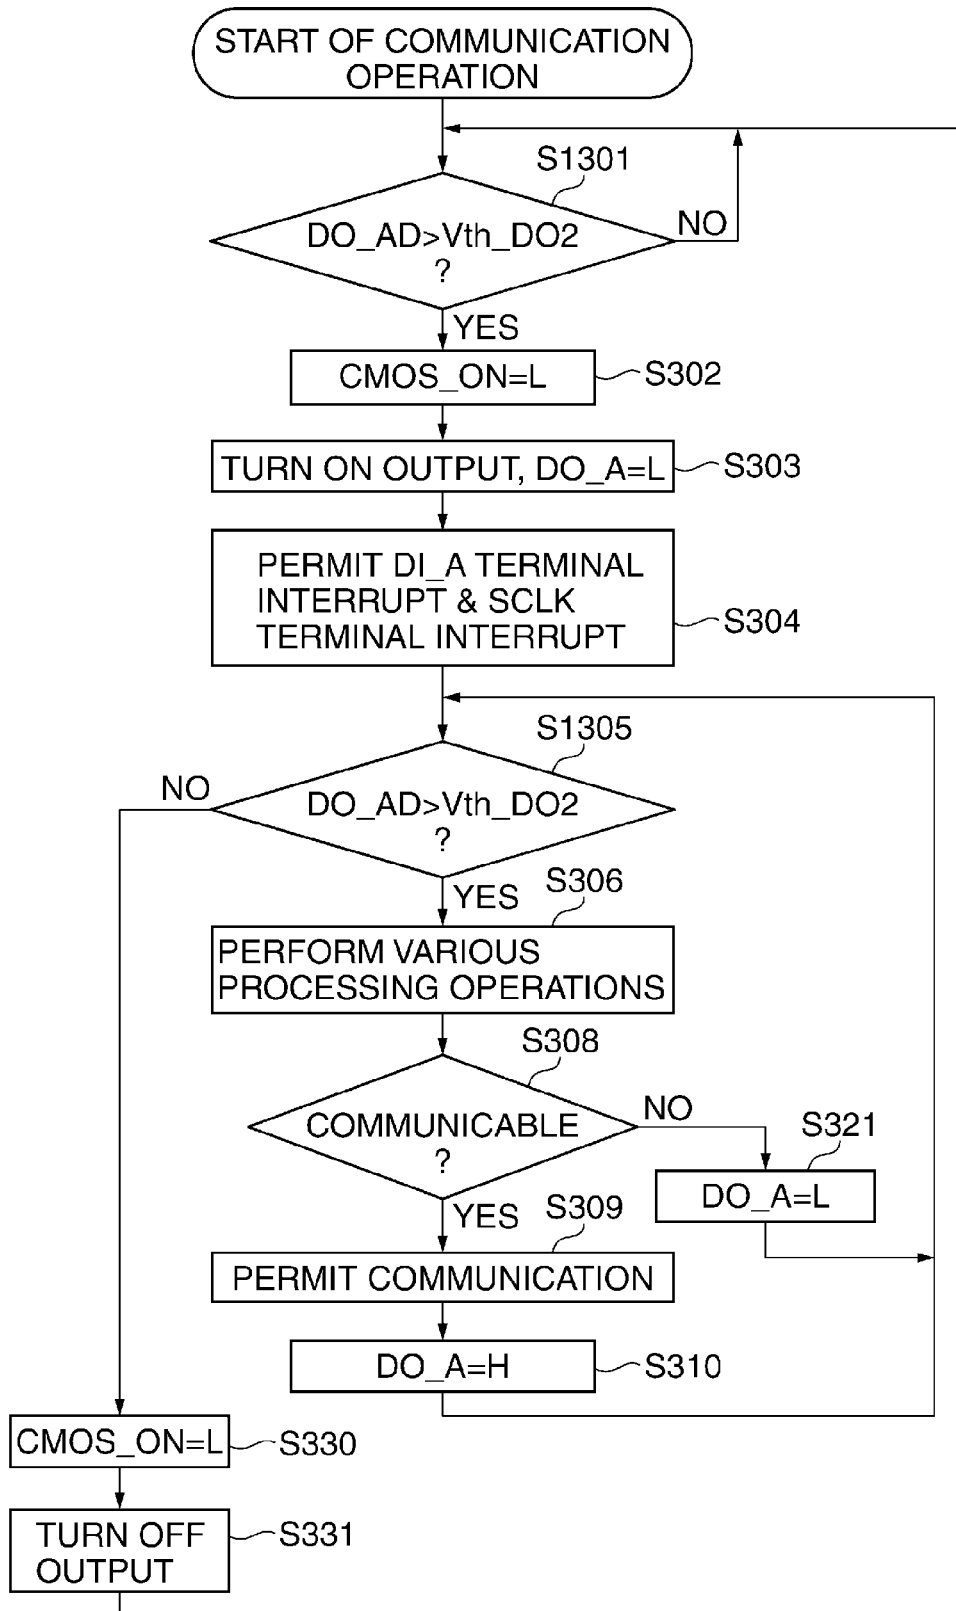 START OF COMMUNICATION
OPERATION
S1301
DO_AD>Vth_DO2
?
NO
YES
CMOS_ON=L
S302
TURN ON OUTPUT, DO_A=L
S303
PERMIT DI_A TERMINAL
INTERRUPT & SCLK
TERMINAL INTERRUPT
S304
S1305
NO
DO_AD>Vth_DO2
?
YES
S306
PERFORM VARIOUS
PROCESSING OPERATIONS
S308
COMMUNICABLE
?
NO
S321
DO_A=L
YES
S309
PERMIT COMMUNICATION
DO_A=H
S310
CMOS_ON=L
S330
TURN OFF
OUTPUT
S331